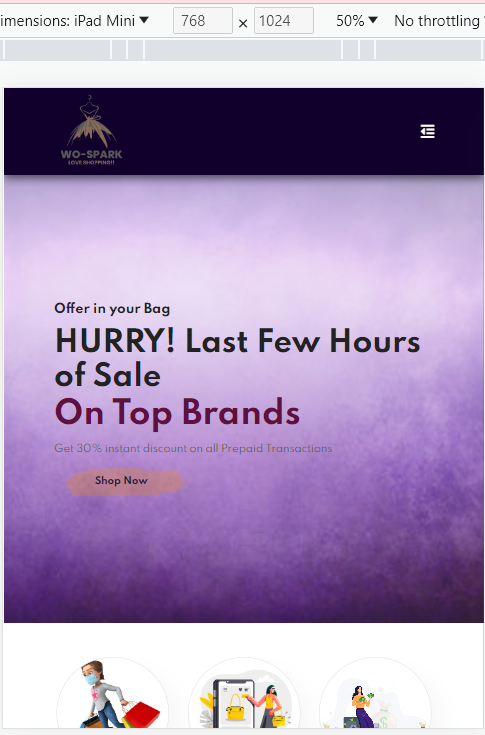 imensions: iPad Mini ▼ 768 × 1024 50% ▼ No throttling
WO-SPARK
LOVE SHOPPING!!
Offer in your Bag
HURRY! Last Few Hours
of Sale
On Top Brands
Get 30% instant discount on all Prepaid Transactions
Shop Now